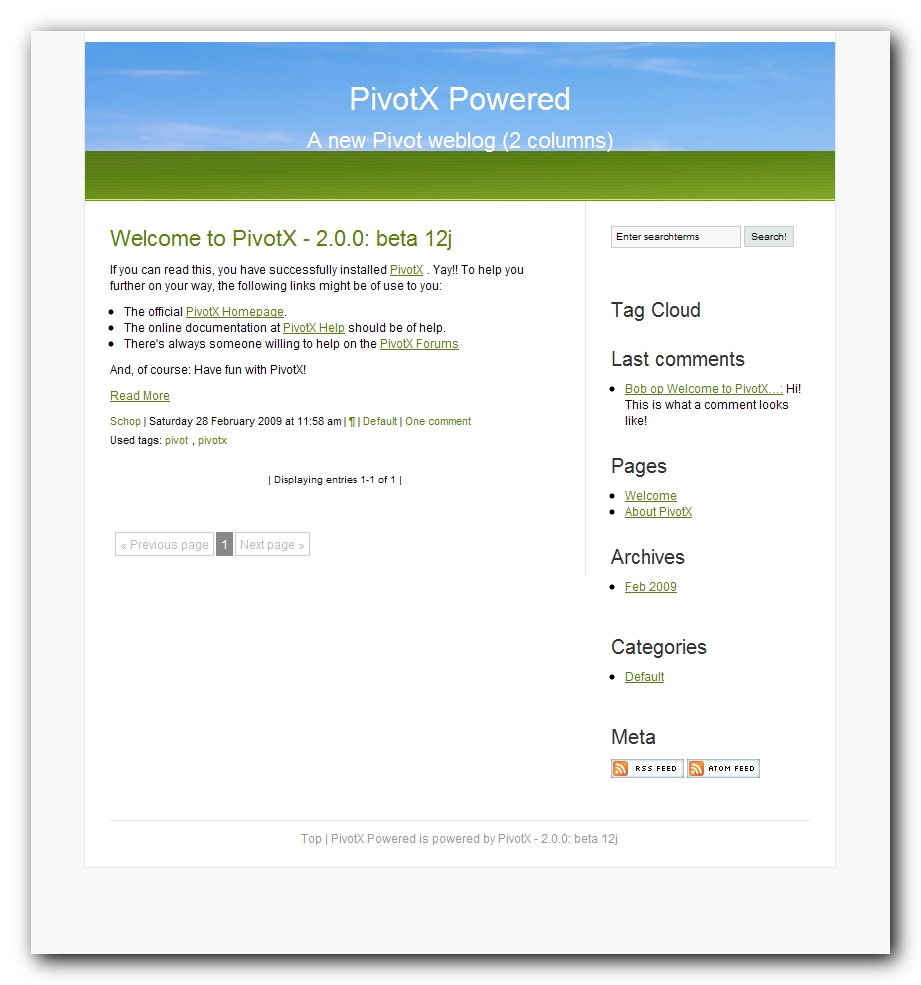 PivotX Powered
A new Pivot weblog (2 columns)
Welcome to PivotX - 2.0.0: beta 12j
If you can read this, you have successfully installed PivotX . Yay!! To help you
further on your way, the following links might be of use to you:
The official PivotX Homepage.
The online documentation at PivotX Help should be of help.
There's always someone willing to help on the PivotX Forums
And, of course: Have fun with PivotX!
Read More
Schop | Saturday 28 February 2009 at 11:58 am | ¶ | Default | One comment
Used tags: pivot , pivotx
| Displaying entries 1-1 of 1 |
« Previous page 1 Next page »
Enter searchterms Search!
Tag Cloud
Last comments
Bob op Welcome to PivotX…: Hi!
This is what a comment looks
like!
Pages
Welcome
About PivotX
Archives
Feb 2009
Categories
Default
Meta
RSS FEED ATOM FEED
Top | PivotX Powered is powered by PivotX - 2.0.0: beta 12j